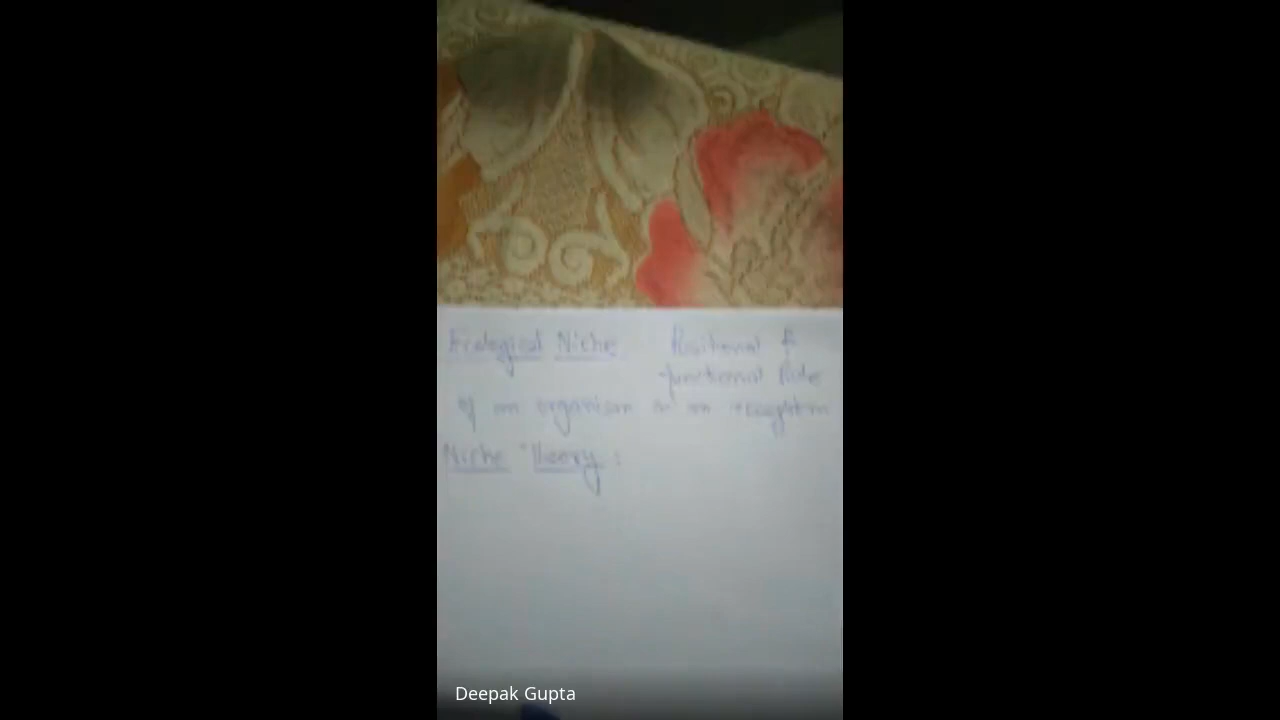 Ecological Niche Positional &
functional Role
of an organism in an ecosystem
Niche Theory :
Deepak Gupta